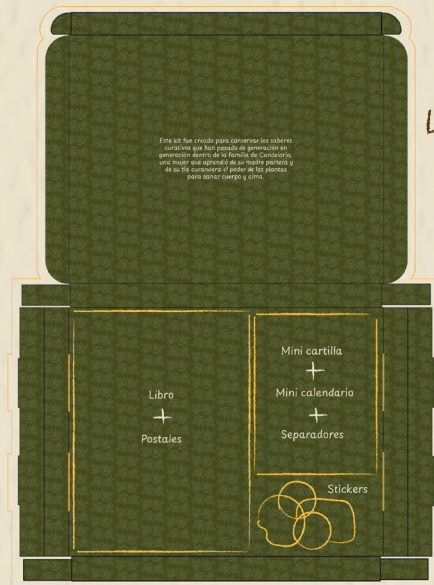 Este kit fue creado para conservar los saberes
curativos que han pasado de generación en
generación dentro de la familia de Candelaria,
una mujer que aprendió de su madre partera y
de su tía curandera el poder de las plantas
para sanar cuerpo y alma.
Libro
+
Postales
Mini cartilla
+
Mini calendario
+
Separadores
Stickers